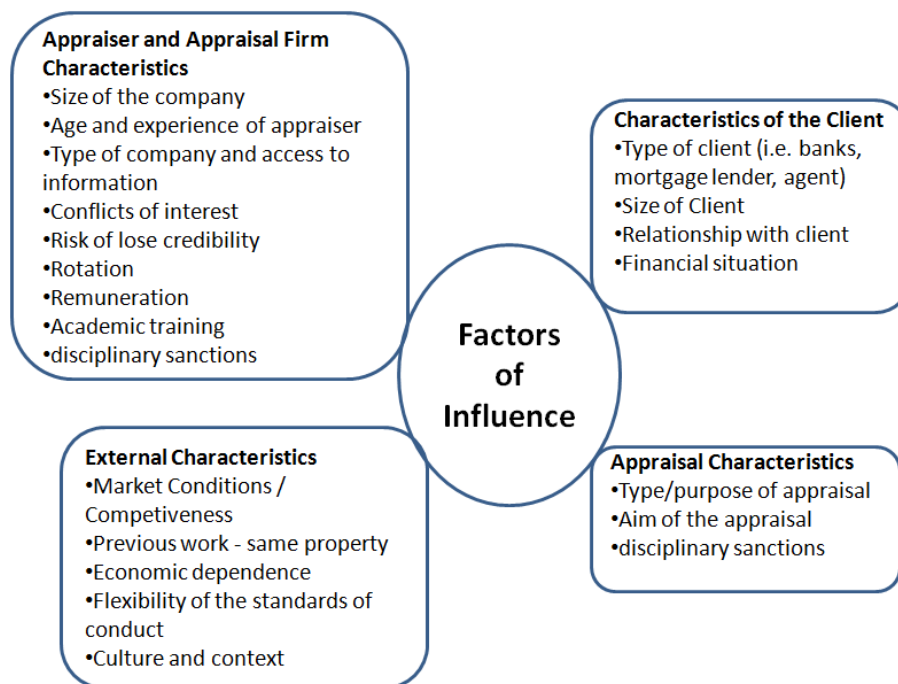 Appraiser and Appraisal Firm
Characteristics
•Size of the company
•Age and experience of appraiser
•Type of company and access to
information
•Conflicts of interest
•Risk of lose credibility
•Rotation
•Remuneration
•Academic training
•disciplinary sanctions
Characteristics of the Client
•Type of client (i.e. banks,
mortgage lender, agent)
•Size of Client
•Relationship with client
•Financial situation
Factors
of
Influence
External Characteristics
•Market Conditions /
Competiveness
•Previous work - same property
•Economic dependence
•Flexibility of the standards of
conduct
•Culture and context
Appraisal Characteristics
•Type/purpose of appraisal
•Aim of the appraisal
•disciplinary sanctions